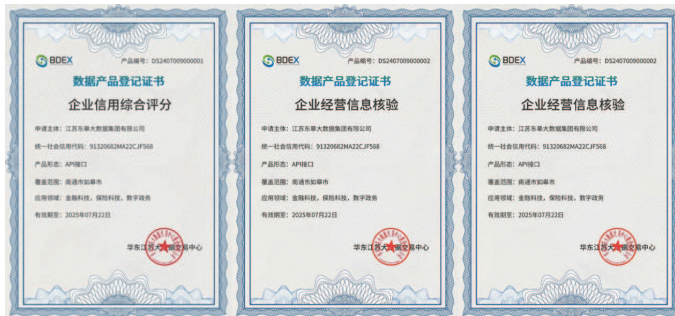 BDEX
产品编号：DS2407009000001
数据产品登记证书
企业信用综合评分
申请主体：江苏东皋大数据集团有限公司
统一社会信用代码：91320682MA22CJF568
产品形态：API接口
覆盖范围：南通市如皋市
应用领域：金融科技，保险科技，数字政务
有效期至：2025年07月22日
华东江苏大数据交易中心
BDEX
产品编号：DS2407009000002
数据产品登记证书
企业经营信息核验
申请主体：江苏东皋大数据集团有限公司
统一社会信用代码：91320682MA22CJF568
产品形态：API接口
覆盖范围：南通市如皋市
应用领域：金融科技，保险科技，数字政务
有效期至：2025年07月22日
华东江苏大数据交易中心
BDEX
产品编号：DS2407009000002
数据产品登记证书
企业经营信息核验
申请主体：江苏东皋大数据集团有限公司
统一社会信用代码：91320682MA22CJF568
产品形态：API接口
覆盖范围：南通市如皋市
应用领域：金融科技，保险科技，数字政务
有效期至：2025年07月22日
华东江苏大数据交易中心